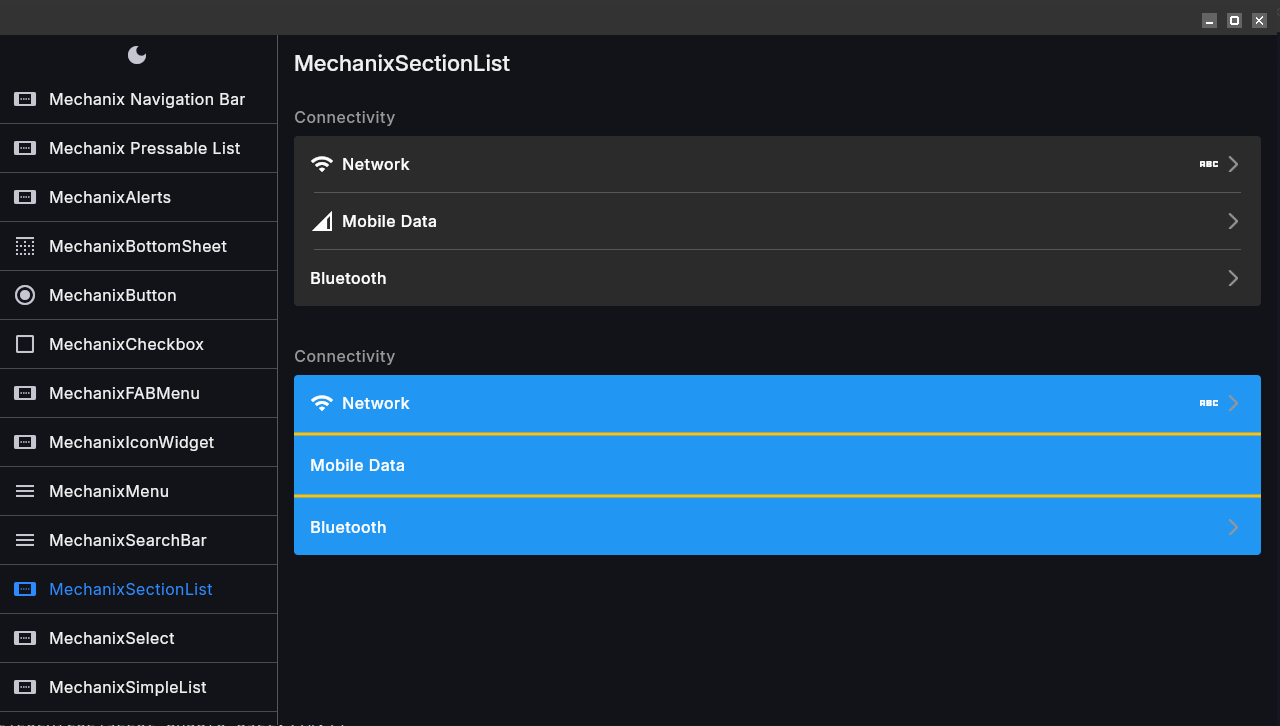 MechanixSectionList
Mechanix Navigation Bar
Mechanix Pressable List
MechanixAlerts
MechanixBottomSheet
MechanixButton
MechanixCheckbox
MechanixFABMenu
MechanixIconWidget
MechanixMenu
MechanixSearchBar
MechanixSectionList
MechanixSelect
MechanixSimpleList
Connectivity
Network ABC
Mobile Data
Bluetooth
Connectivity
Network ABC
Mobile Data
Bluetooth